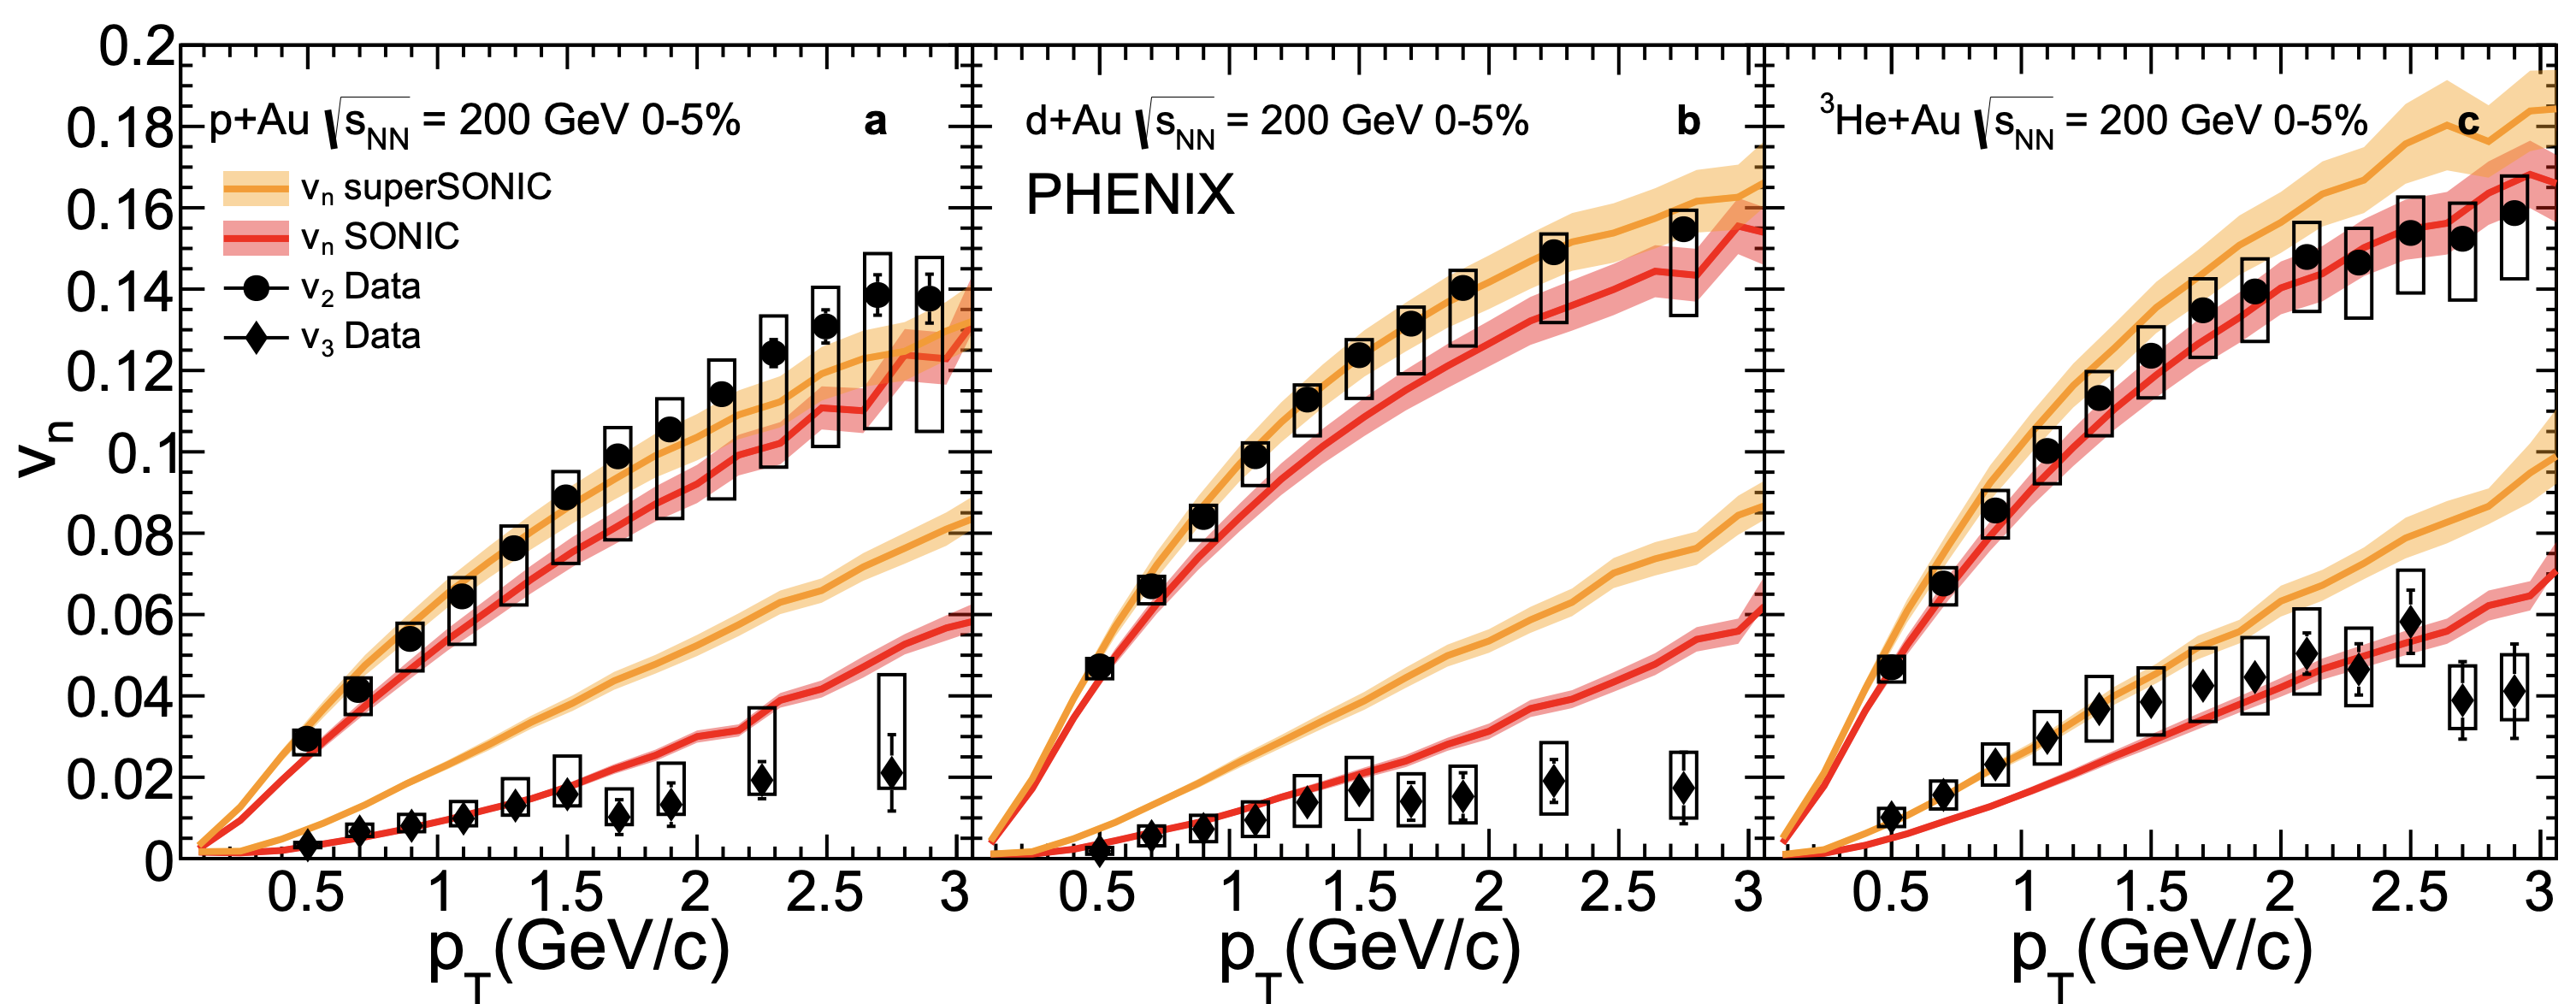 p+Au √sNN = 200 GeV 0-5% a
vn superSONIC
vn SONIC
v2 Data
v3 Data
d+Au √sNN = 200 GeV 0-5% b
PHENIX
3He+Au √sNN = 200 GeV 0-5% c
vn
0.2
0.18
0.16
0.14
0.12
0.1
0.08
0.06
0.04
0.02
0
0.5 1 1.5 2 2.5 3
0.5 1 1.5 2 2.5 3
0.5 1 1.5 2 2.5 3
pT(GeV/c)
pT(GeV/c)
pT(GeV/c)